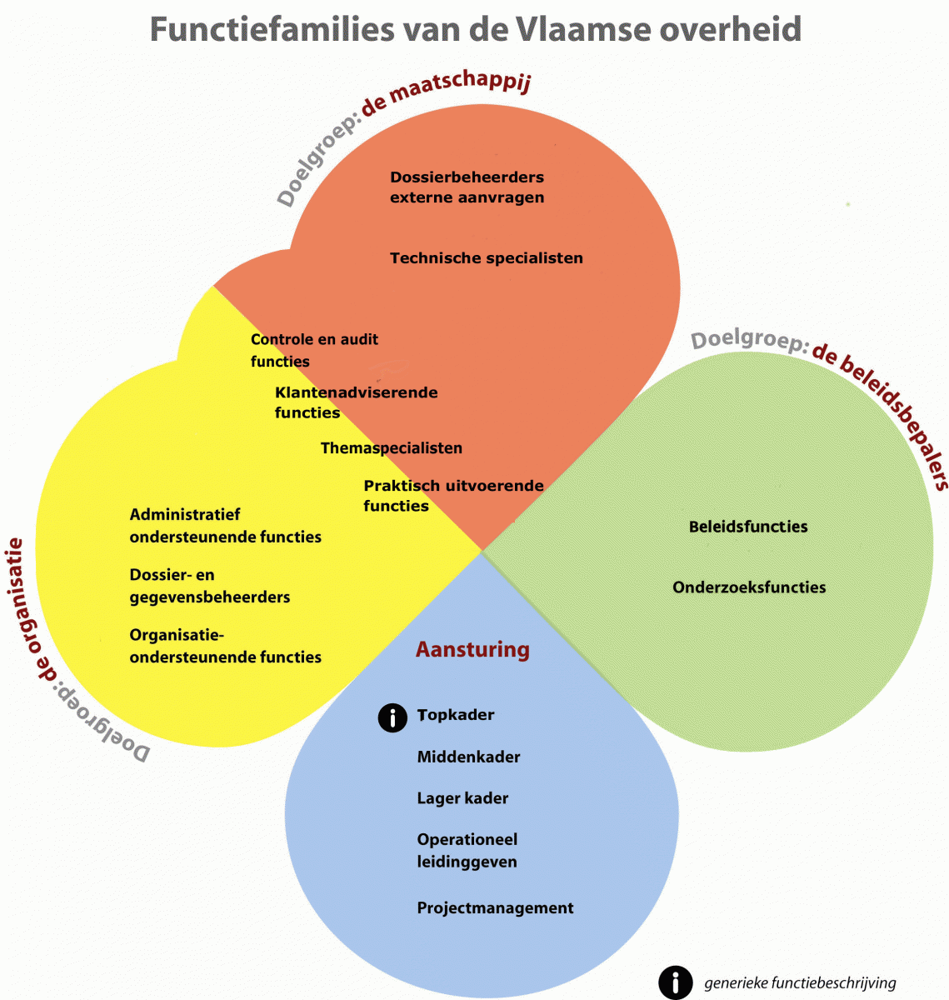 Functiefamilies van de Vlaamse overheid
Doelgroep: de maatschappij
Dossierbeheerders
externe aanvragen
Technische specialisten
Controle en audit
functies
Klantenadviserende
functies
Themaspecialisten
Praktisch uitvoerende
functies
Doelgroep: de beleidsbepalers
Beleidsfuncties
Onderzoeksfuncties
Doelgroep: de organisatie
Administratief
ondersteunende functies
Dossier- en
gegevensbeheerders
Organisatie-
ondersteunende functies
Aansturing
i Topkader
Middenkader
Lager kader
Operationeel
leidinggeven
Projectmanagement
i generieke functiebeschrijving